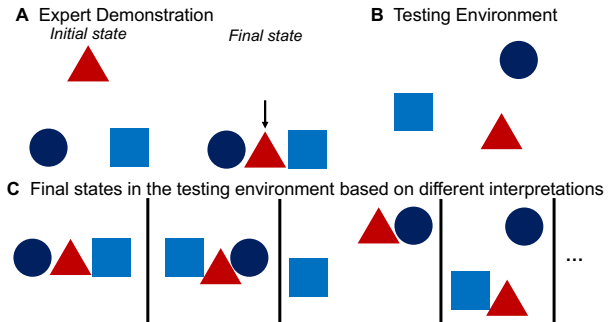 A Expert Demonstration
Initial state
Final state
B Testing Environment
C Final states in the testing environment based on different interpretations
...